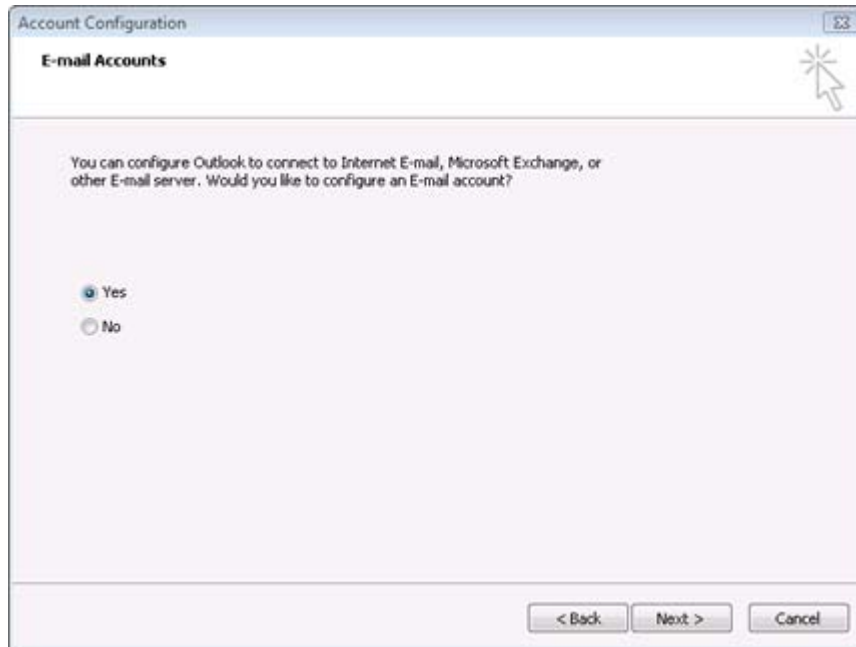 Account Configuration
E-mail Accounts
You can configure Outlook to connect to Internet E-mail, Microsoft Exchange, or
other E-mail server. Would you like to configure an E-mail account?
Yes
No
< Back
Next >
Cancel